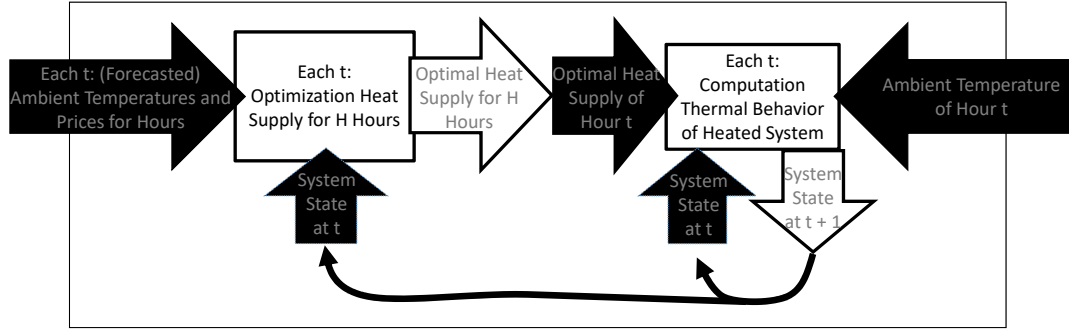 Each t: (Forecasted)
Ambient Temperatures and
Prices for Hours
Each t:
Optimization Heat
Supply for H Hours
Optimal Heat
Supply for H
Hours
Optimal Heat
Supply of
Hour t
Each t:
Computation
Thermal Behavior
of Heated System
Ambient Temperature
of Hour t
System
State
at t
System
State
at t
System
State
at t + 1